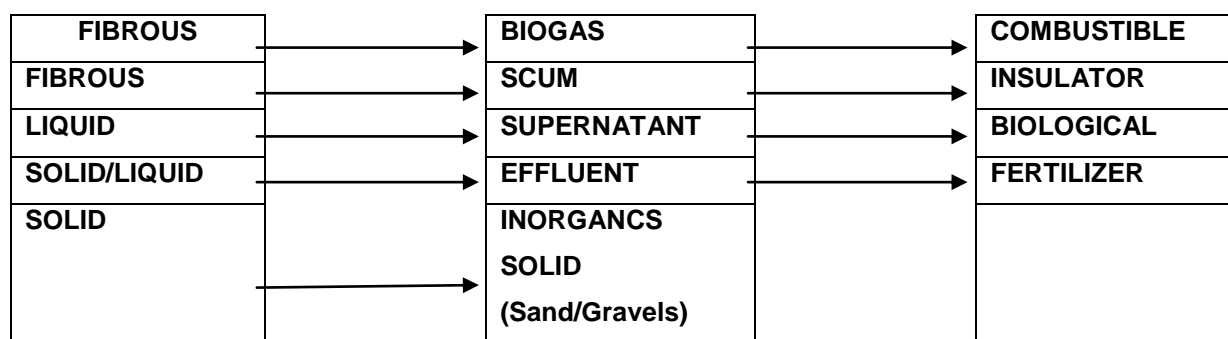 FIBROUS
BIOGAS
COMBUSTIBLE
FIBROUS
SCUM
INSULATOR
LIQUID
SUPERNATANT
BIOLOGICAL
SOLID/LIQUID
EFFLUENT
FERTILIZER
SOLID
INORGANCS
SOLID
(Sand/Gravels)